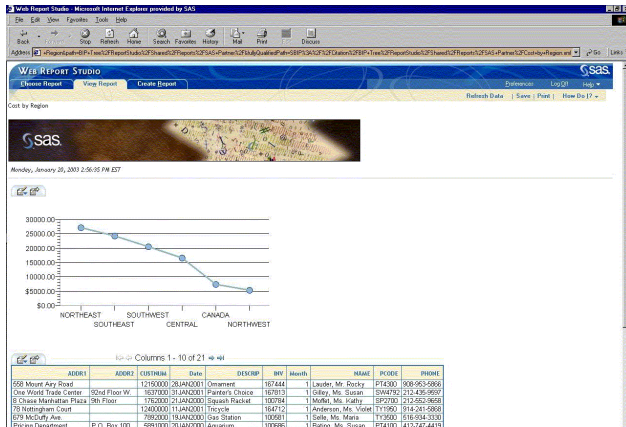 Web Report Studio - Microsoft Internet Explorer provided by SAS
File Edit View Favorites Tools Help
Back Stop Refresh Home Search Favorites History Mail Print Discuss
Address Go Links
WEB REPORT STUDIO sas.
Choose Report View Report Create Report Preferences Log Off Help
Refresh Data | Save | Print | How Do I?
Cost by Region
sas.
Monday, January 20, 2003 2:56:35 PM EST
30000.00
25000.00
20000.00
15000.00
10000.00
$5000.00
$0.00
NORTHEAST SOUTHWEST CANADA
SOUTHEAST CENTRAL NORTHWEST
Columns 1 - 10 of 21
ADDR1 ADDR2 CUSTNUM Date DESCRIP INV Month NAME PCODE PHONE
558 Mount Airy Road 12150000 28JAN2001 Ornament 167444 1 Lauder, Mr. Rocky PT4300 908-953-5866
One World Trade Center 92nd Floor W. 1637000 31JAN2001 Painter's Choice 167813 1 Gilley, Ms. Susan SW4792 212-435-9597
8 Chase Manhattan Plaza 9th Floor 1762000 21JAN2000 Squash Racket 100784 1 Moffet, Ms. Kathy SP2700 212-552-9658
78 Nottingham Court 12400000 11JAN2001 Tricycle 164712 1 Anderson, Ms. Violet TY1950 914-241-5868
679 McDuffy Ave. 7892000 19JAN2000 Gas Station 100581 1 Selle, Ms. Maria TY3500 516-934-3330
Pricing Department P.O. Box 100 5891000 20JAN2000 Aquarium 100686 1 Bating, Ms. Susan PT4100 412-747-4419